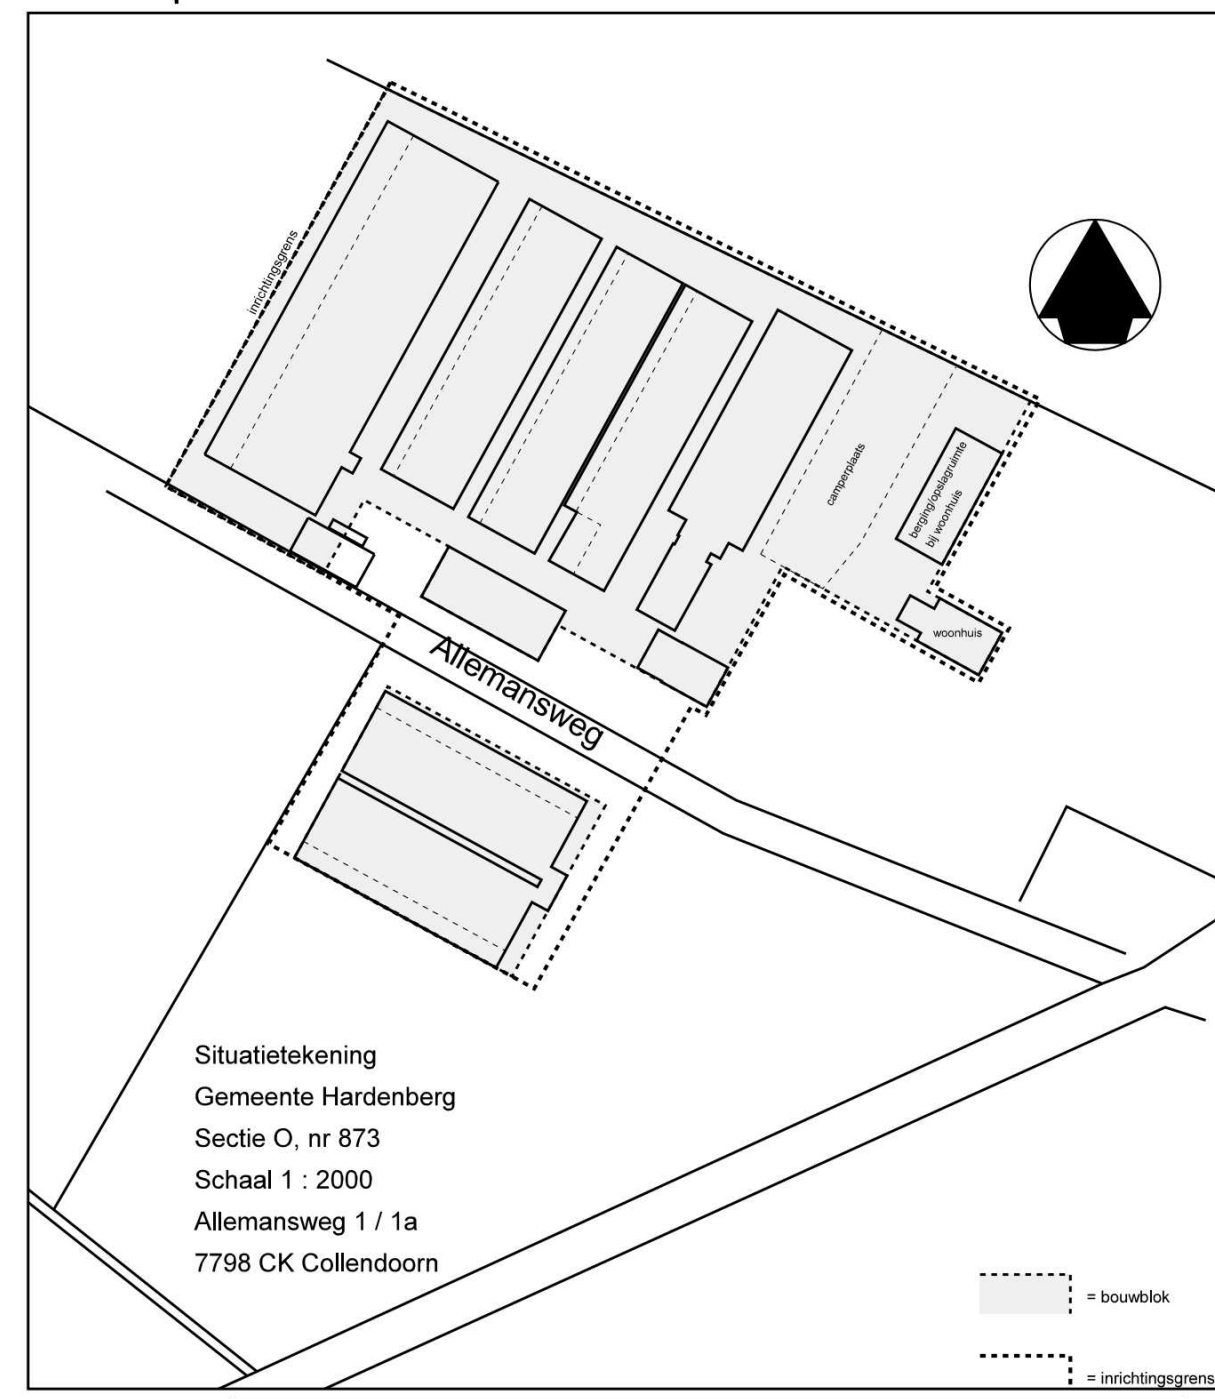 inrichtingsgrens
camperplaats
berging/opslagruimte
bij woonhuis
woonhuis
Allemansweg
Situatietekening
Gemeente Hardenberg
Sectie O, nr 873
Schaal 1 : 2000
Allemansweg 1 / 1a
7798 CK Collendoorn
= bouwblok
= inrichtingsgrens